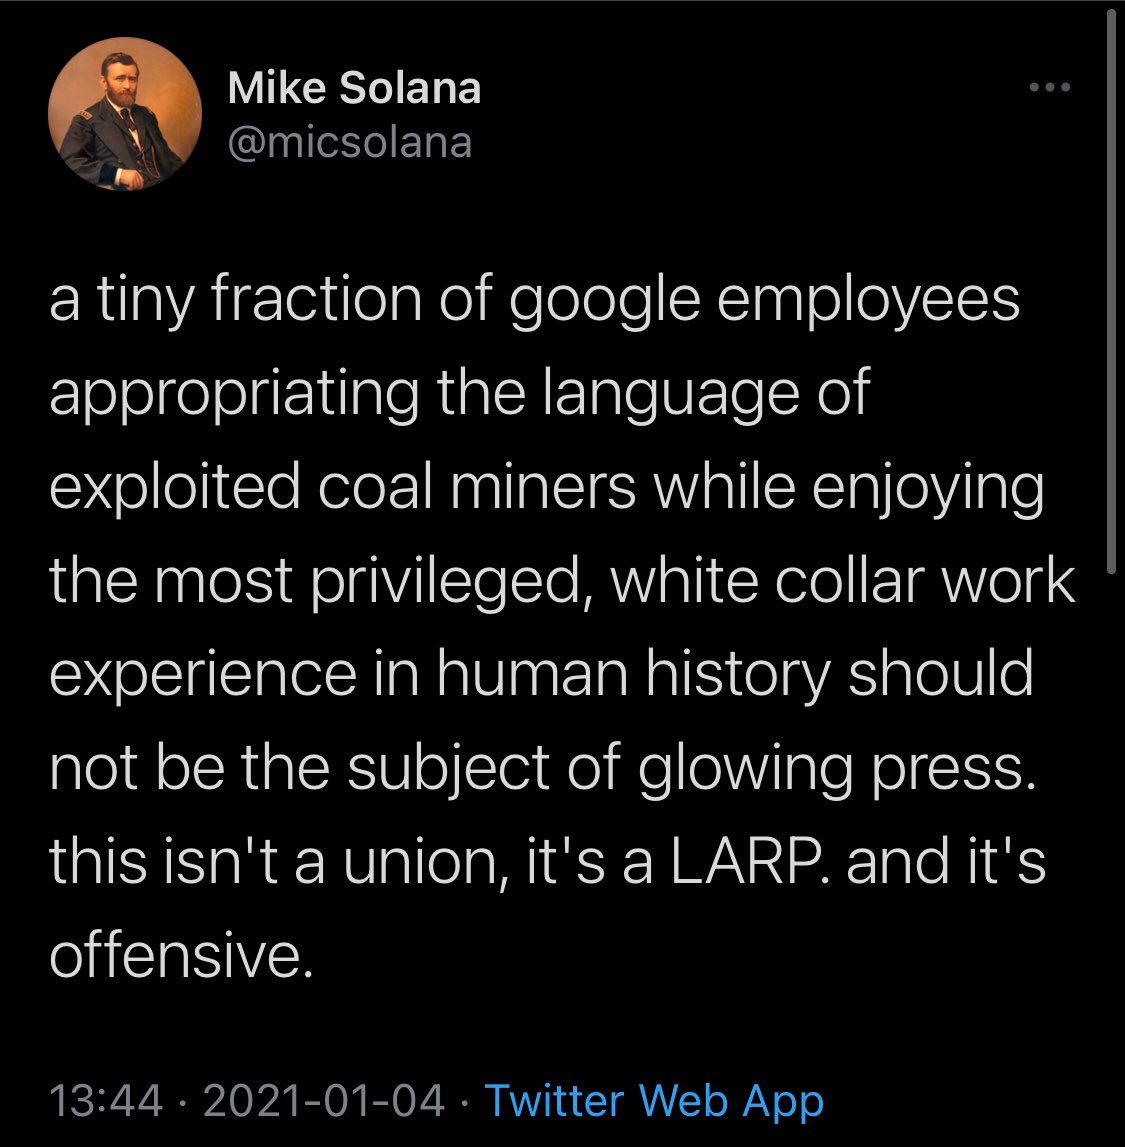 Mike Solana
@micsolana
a tiny fraction of google employees
appropriating the language of
exploited coal miners while enjoying
the most privileged, white collar work
experience in human history should
not be the subject of glowing press.
this isn't a union, it's a LARP. and it's
offensive.
13:44 · 2021-01-04 · Twitter Web App